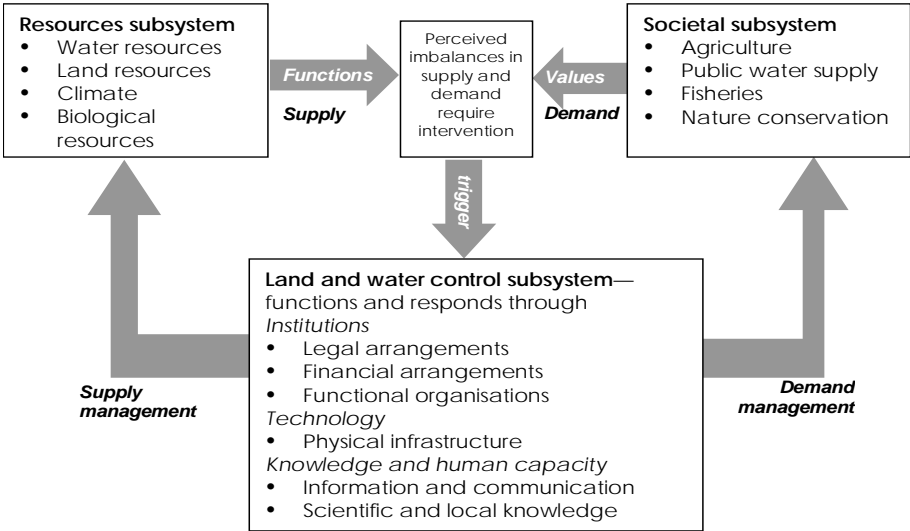 Resources subsystem
• Water resources
• Land resources
• Climate
• Biological
resources
Functions
Supply
Perceived
imbalances in
supply and
demand
require
intervention
Values
Demand
Societal subsystem
• Agriculture
• Public water supply
• Fisheries
• Nature conservation
trigger
Land and water control subsystem—
functions and responds through
Institutions
• Legal arrangements
• Financial arrangements
• Functional organisations
Technology
• Physical infrastructure
Knowledge and human capacity
• Information and communication
• Scientific and local knowledge
Supply
management
Demand
management